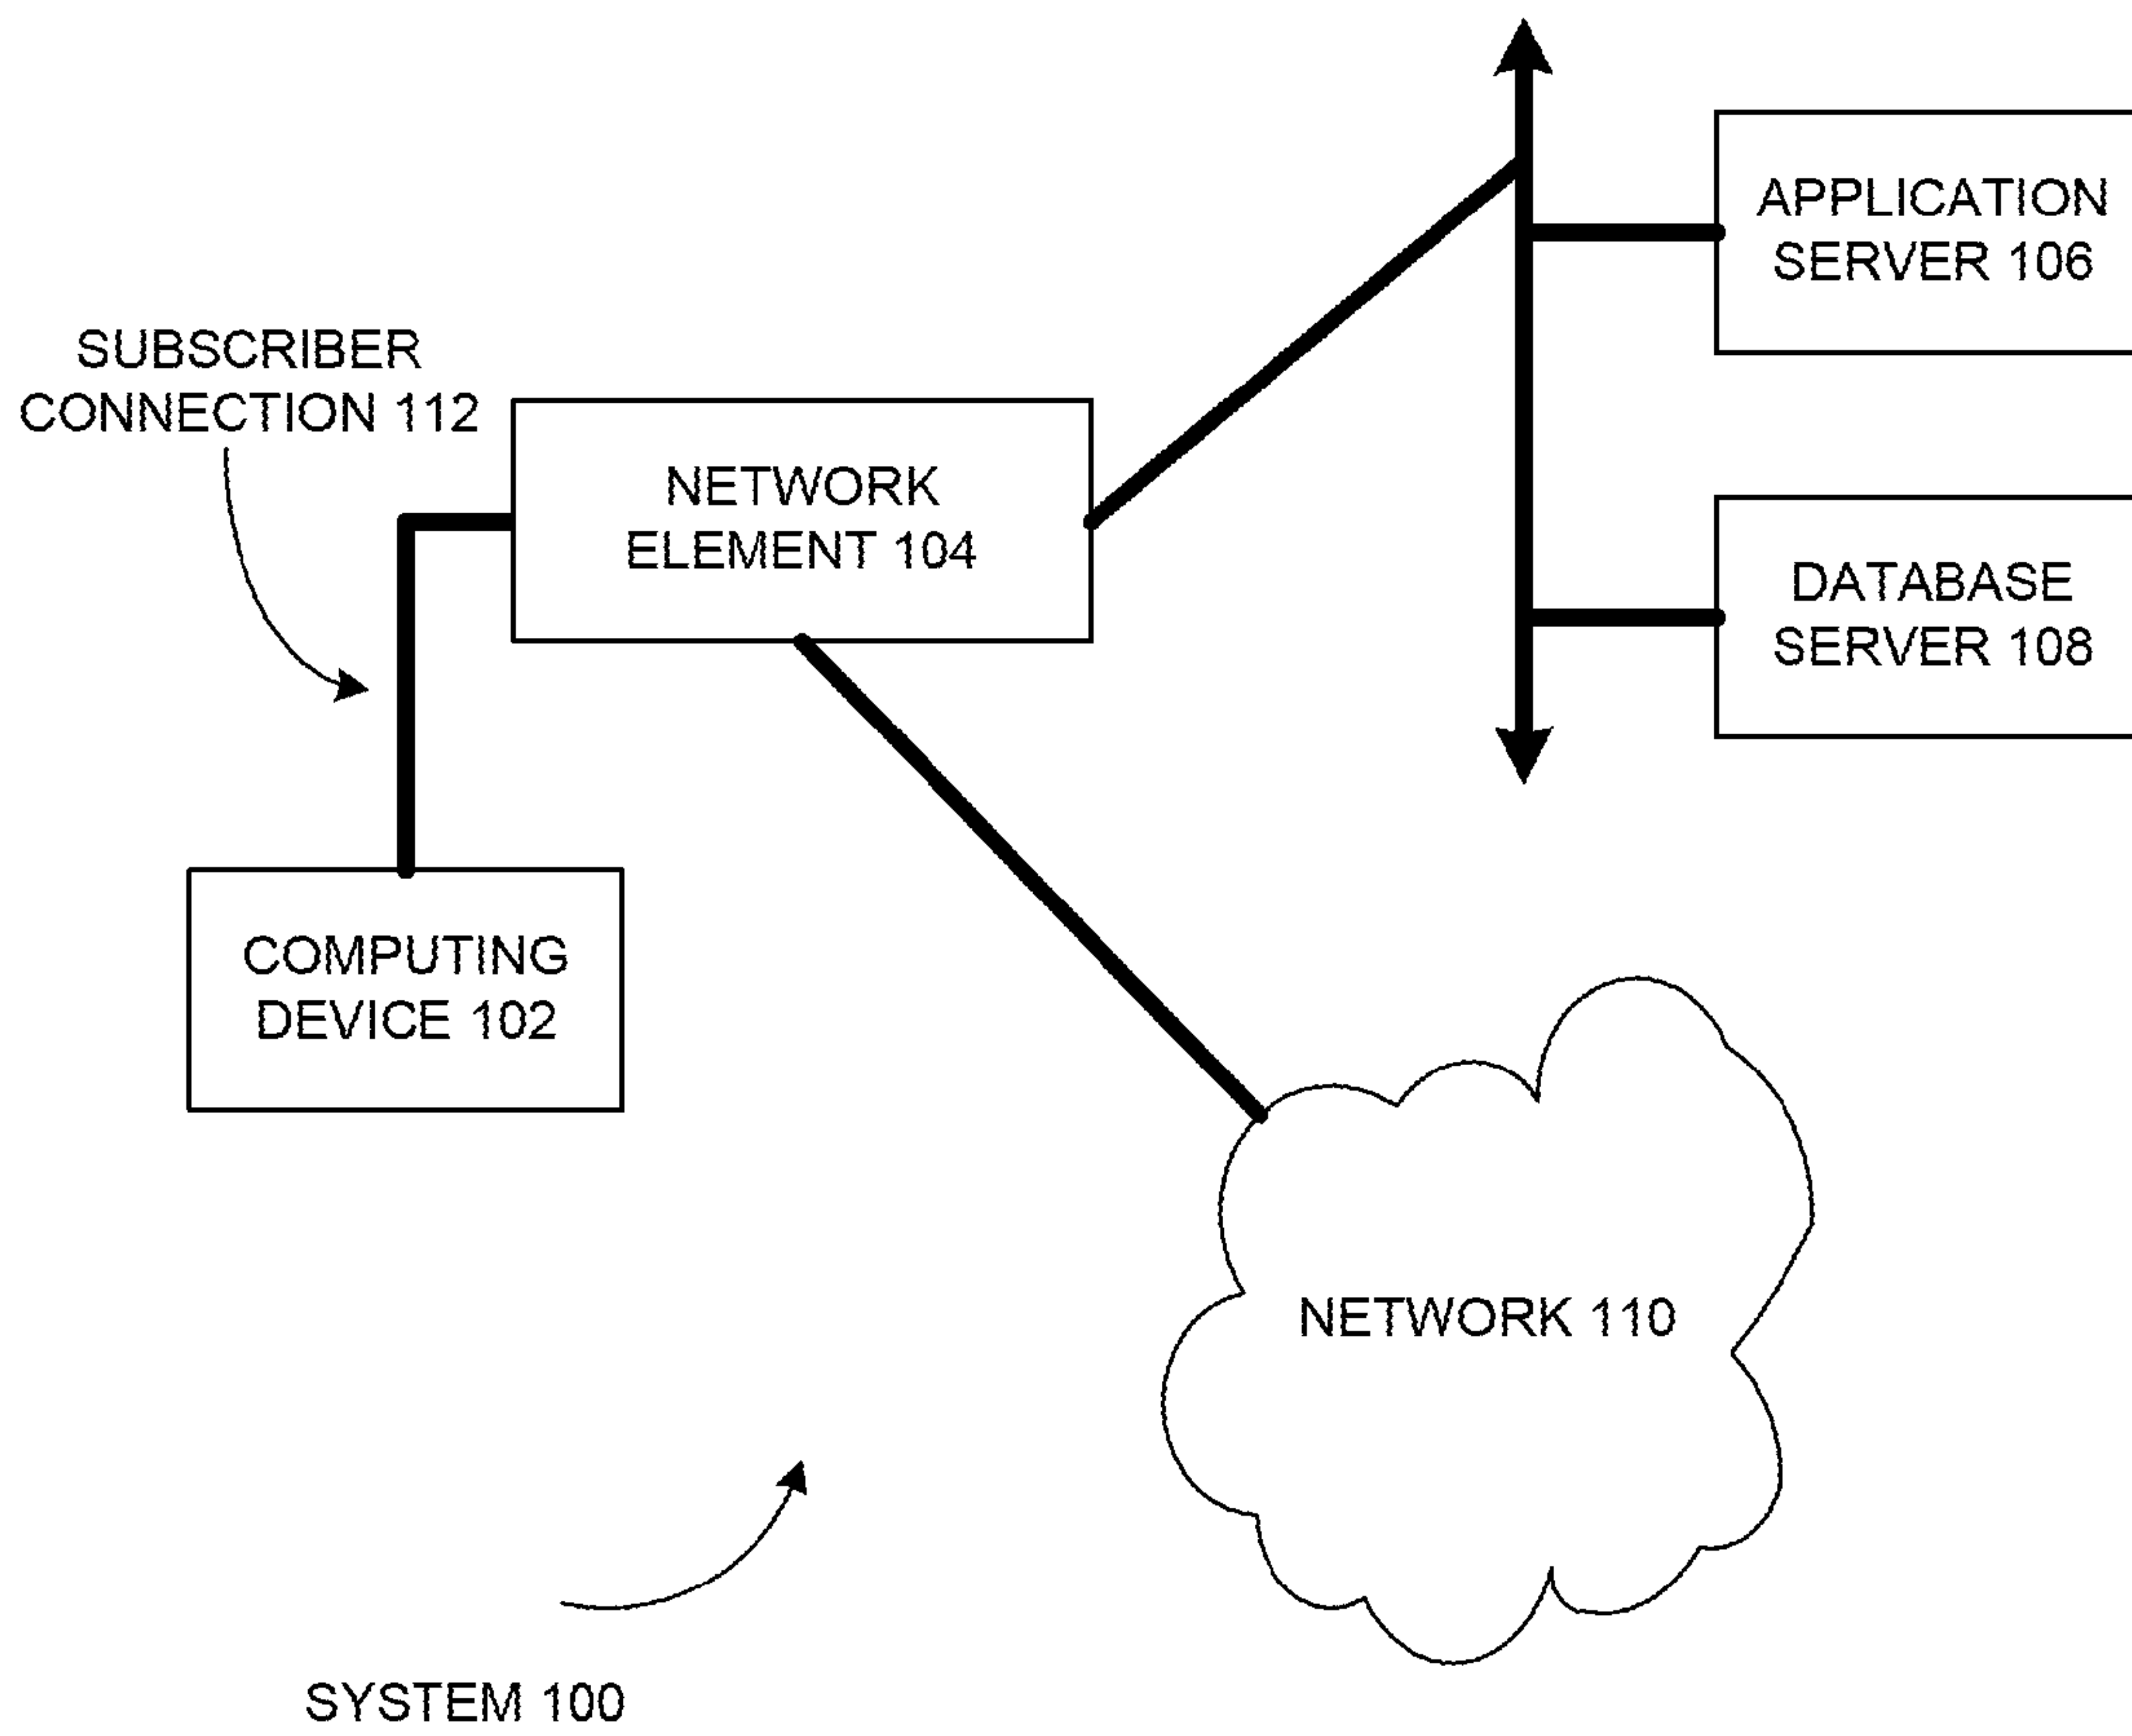 APPLICATION
SERVER 106
SUBSCRIBER
CONNECTION 112
NETWORK
ELEMENT 104
DATABASE
SERVER 108
COMPUTING
DEVICE 102
NETWORK 110
SYSTEM 100